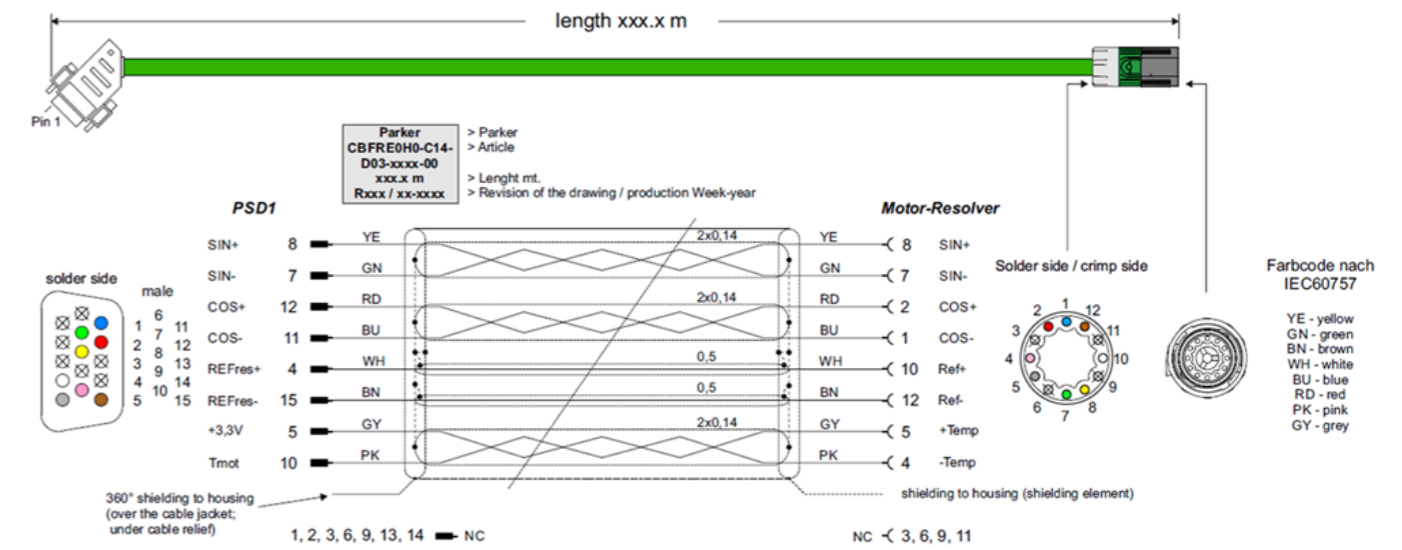 length xxx.x m
Pin 1
Parker > Parker
CBFRE0H0-C14- > Article
D03-xxxx-00
xxx.x m > Lenght mt.
Rxxx / xx-xxxx > Revision of the drawing / production Week-year
PSD1 Motor-Resolver
SIN+ 8 YE 2x0,14 YE 8 SIN+
SIN- 7 GN GN 7 SIN-
COS+ 12 RD 2x0,14 RD 2 COS+
COS- 11 BU BU 1 COS-
REFres+ 4 WH 0,5 WH 10 Ref+
REFres- 15 BN 0,5 BN 12 Ref-
+3,3V 5 GY 2x0,14 GY 5 +Temp
Tmot 10 PK PK 4 -Temp
solder side
male
6
1 11
7
2 12
8
3 13
9
4 14
10
5 15
360° shielding to housing
(over the cable jacket;
under cable relief)
shielding to housing (shielding element)
1, 2, 3, 6, 9, 13, 14 NC
NC 3, 6, 9, 11
Solder side / crimp side
1
2 12
3 11
4 10
5 9
6 8
7
Farbcode nach
IEC60757
YE - yellow
GN - green
BN - brown
WH - white
BU - blue
RD - red
PK - pink
GY - grey